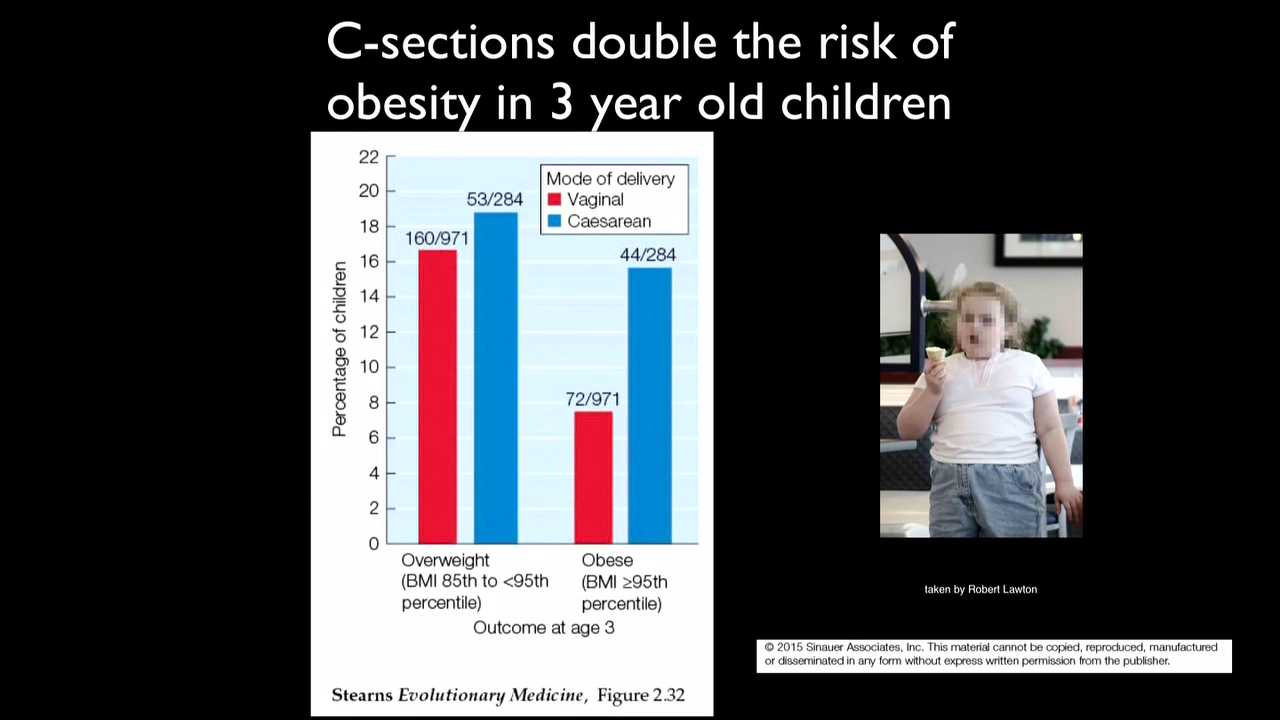 C-sections double the risk of
obesity in 3 year old children
22
20
18
16
14
12
10
8
6
4
2
0
Percentage of children
Mode of delivery
Vaginal
Caesarean
160/971
53/284
72/971
44/284
Overweight
(BMI 85th to <95th
percentile)
Obese
(BMI ≥95th
percentile)
Outcome at age 3
Stearns Evolutionary Medicine, Figure 2.32
taken by Robert Lawton
© 2015 Sinauer Associates, Inc. This material cannot be copied, reproduced, manufactured
or disseminated in any form without express written permission from the publisher.